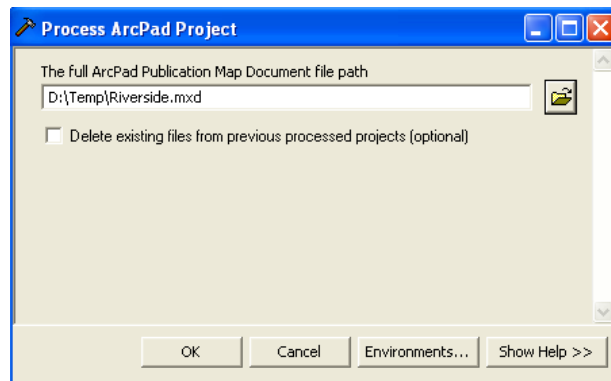 Process ArcPad Project
The full ArcPad Publication Map Document file path
D:\Temp\Riverside.mxd
Delete existing files from previous processed projects (optional)
OK Cancel Environments... Show Help >>